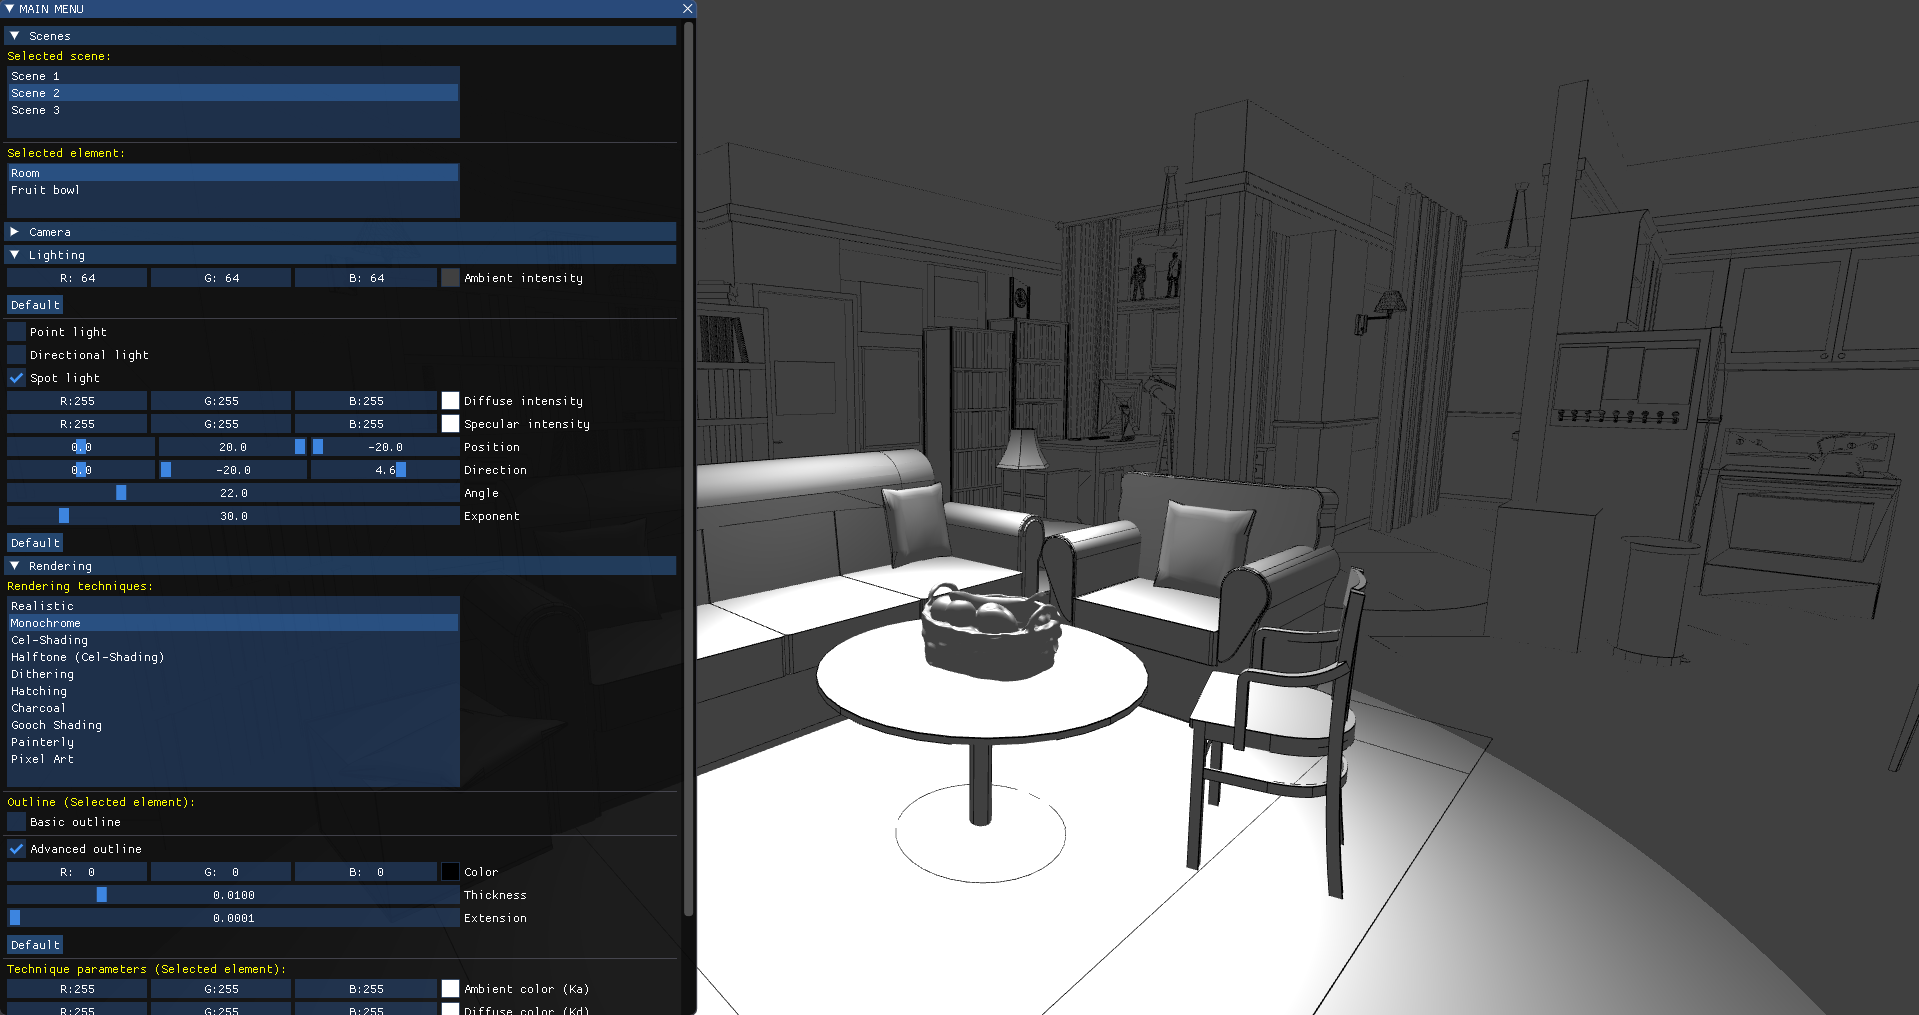 MAIN MENU
Scenes
Selected scene:
Scene 1
Scene 2
Scene 3
Selected element:
Room
Fruit bowl
Camera
Lighting
R: 64 G: 64 B: 64 Ambient intensity
Default
Point light
Directional light
Spot light
R:255 G:255 B:255 Diffuse intensity
R:255 G:255 B:255 Specular intensity
0.0 20.0 -20.0 Position
0.0 -20.0 4.6 Direction
22.0 Angle
30.0 Exponent
Default
Rendering
Rendering techniques:
Realistic
Monochrome
Cel-Shading
Halftone (Cel-Shading)
Dithering
Hatching
Charcoal
Gooch Shading
Painterly
Pixel Art
Outline (Selected element):
Basic outline
Advanced outline
R: 0 G: 0 B: 0 Color
0.0100 Thickness
0.0001 Extension
Default
Technique parameters (Selected element):
R:255 G:255 B:255 Ambient color (Ka)
R:255 G:255 B:255 Diffuse color (Kd)